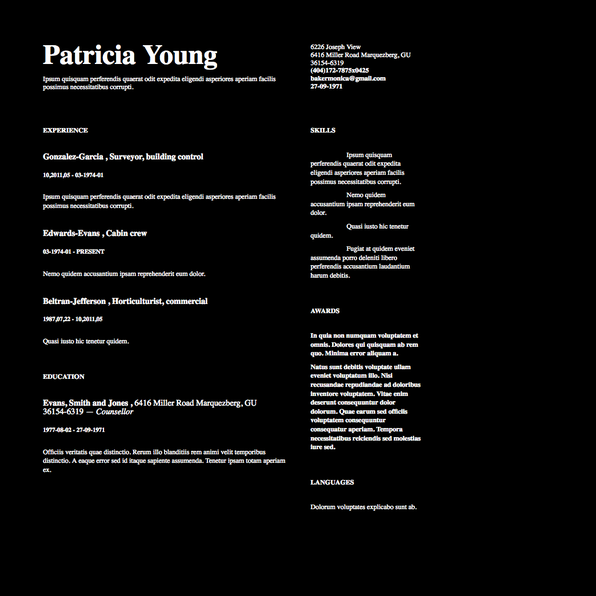 Patricia Young
Ipsum quisquam perferendis quaerat odit expedita eligendi asperiores aperiam facilis
possimus necessitatibus corrupti.
EXPERIENCE
Gonzalez-Garcia , Surveyor, building control
10,2011,05 - 03-1974-01
Ipsum quisquam perferendis quaerat odit expedita eligendi asperiores aperiam facilis
possimus necessitatibus corrupti.
Edwards-Evans , Cabin crew
03-1974-01 - PRESENT
Nemo quidem accusantium ipsam reprehenderit eum dolor.
Beltran-Jefferson , Horticulturist, commercial
1987,07,22 - 10,2011,05
Quasi iusto hic tenetur quidem.
EDUCATION
Evans, Smith and Jones , 6416 Miller Road Marquezberg, GU
36154-6319 — Counsellor
1977-08-02 - 27-09-1971
Officiis veritatis quae distinctio. Rerum illo blanditiis rem animi velit temporibus
distinctio. A eaque error sed id itaque sapiente assumenda. Tenetur ipsam totam aperiam
ex.
6226 Joseph View
6416 Miller Road Marquezberg, GU
36154-6319
(404)172-7875x0425
bakermonica@gmail.com
27-09-1971
SKILLS
Ipsum quisquam
perferendis quaerat odit expedita
eligendi asperiores aperiam facilis
possimus necessitatibus corrupti.
Nemo quidem
accusantium ipsam reprehenderit eum
dolor.
Quasi iusto hic tenetur
quidem.
Fugiat at quidem eveniet
assumenda porro deleniti libero
perferendis accusantium laudantium
harum debitis.
AWARDS
In quia non numquam voluptatem et
omnis. Dolores qui quisquam ab rem
quo. Minima error aliquam a.
Natus sunt debitis voluptate ullam
eveniet voluptatum illo. Nisi
recusandae repudiandae ad doloribus
inventore voluptatem. Vitae enim
deserunt consequuntur dolor
dolorum. Quae earum sed officiis
voluptatem consequuntur
consequatur aperiam. Tempora
necessitatibus reiciendis sed molestias
iure sed.
LANGUAGES
Dolorum voluptates explicabo sunt ab.